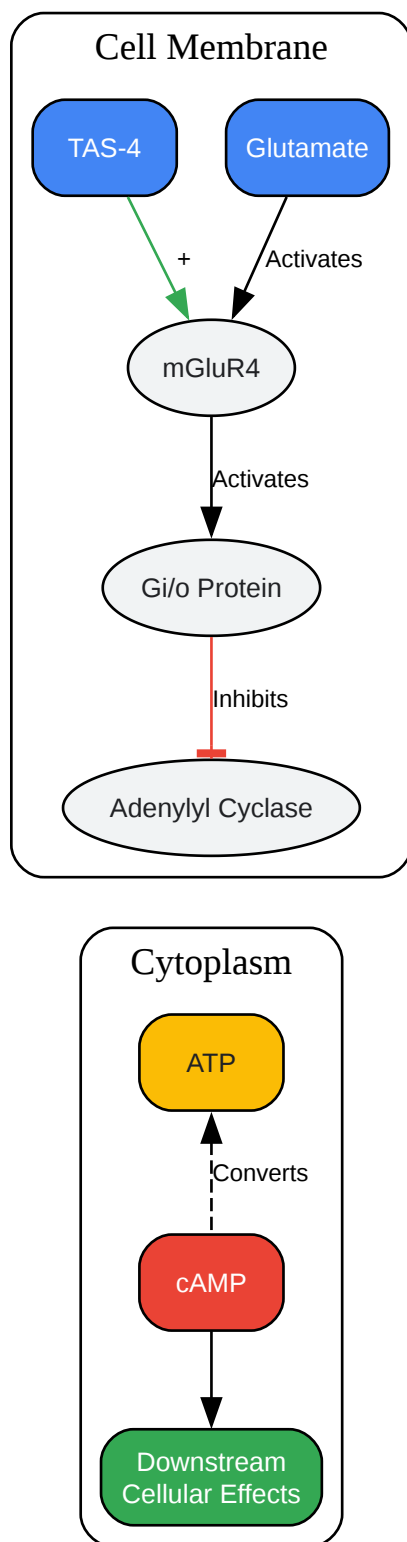 Cell Membrane
TAS-4
Glutamate
+
Activates
mGluR4
Activates
Gi/o Protein
Inhibits
Adenylyl Cyclase
Cytoplasm
ATP
Converts
cAMP
Downstream
Cellular Effects